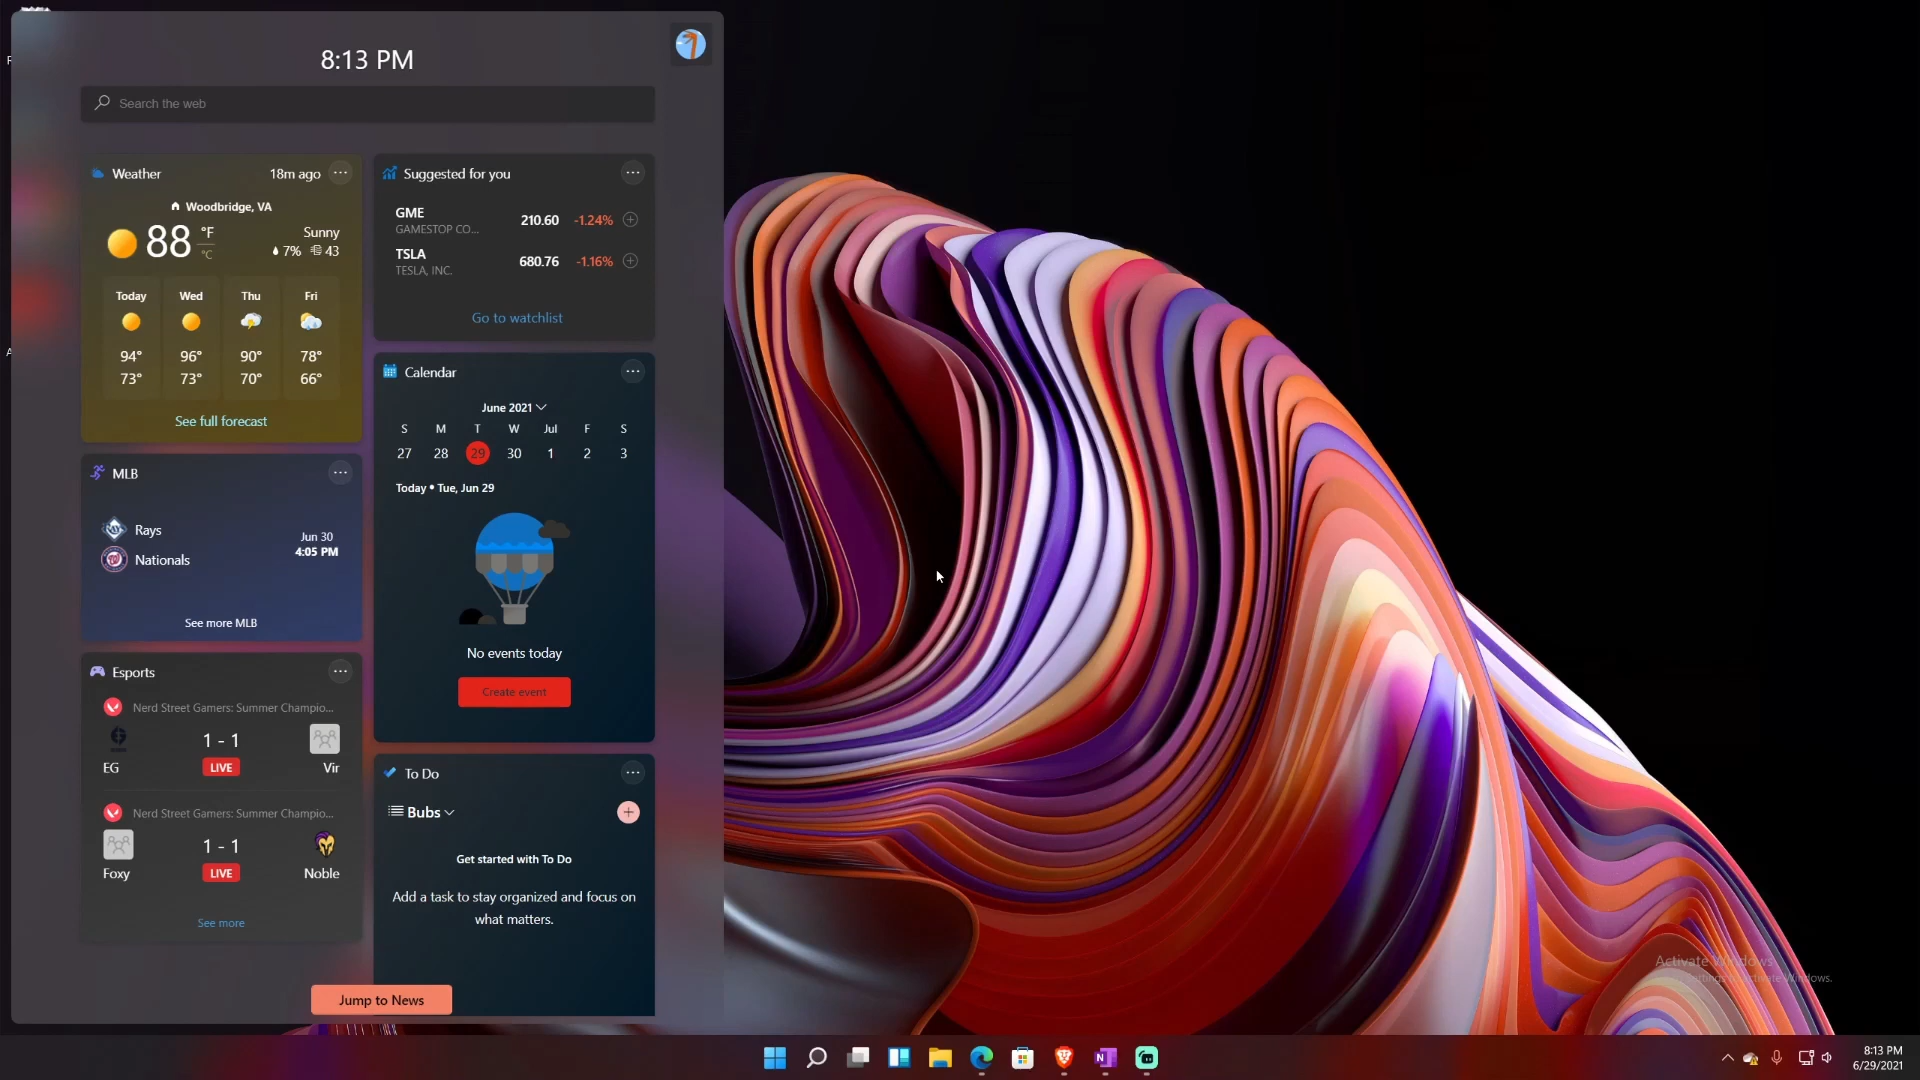 8:13 PM
Search the web
Weather
18m ago
Woodbridge, VA
88 °F
°C
Sunny
7% 43
Today Wed Thu Fri
94° 96° 90° 78°
73° 73° 70° 66°
See full forecast
MLB
Rays
Nationals
Jun 30
4:05 PM
See more MLB
Esports
Nerd Street Gamers: Summer Champio...
1 - 1
EG LIVE Vir
Nerd Street Gamers: Summer Champio...
1 - 1
Foxy LIVE Noble
See more
Suggested for you
GME 210.60 -1.24%
GAMESTOP CO...
TSLA 680.76 -1.16%
TESLA, INC.
Go to watchlist
Calendar
June 2021
S M T W Jul F S
27 28 29 30 1 2 3
Today • Tue, Jun 29
No events today
Create event
To Do
Bubs
Get started with To Do
Add a task to stay organized and focus on
what matters.
Jump to News
Activate Windows
Windows.
N
8:13 PM
6/29/2021